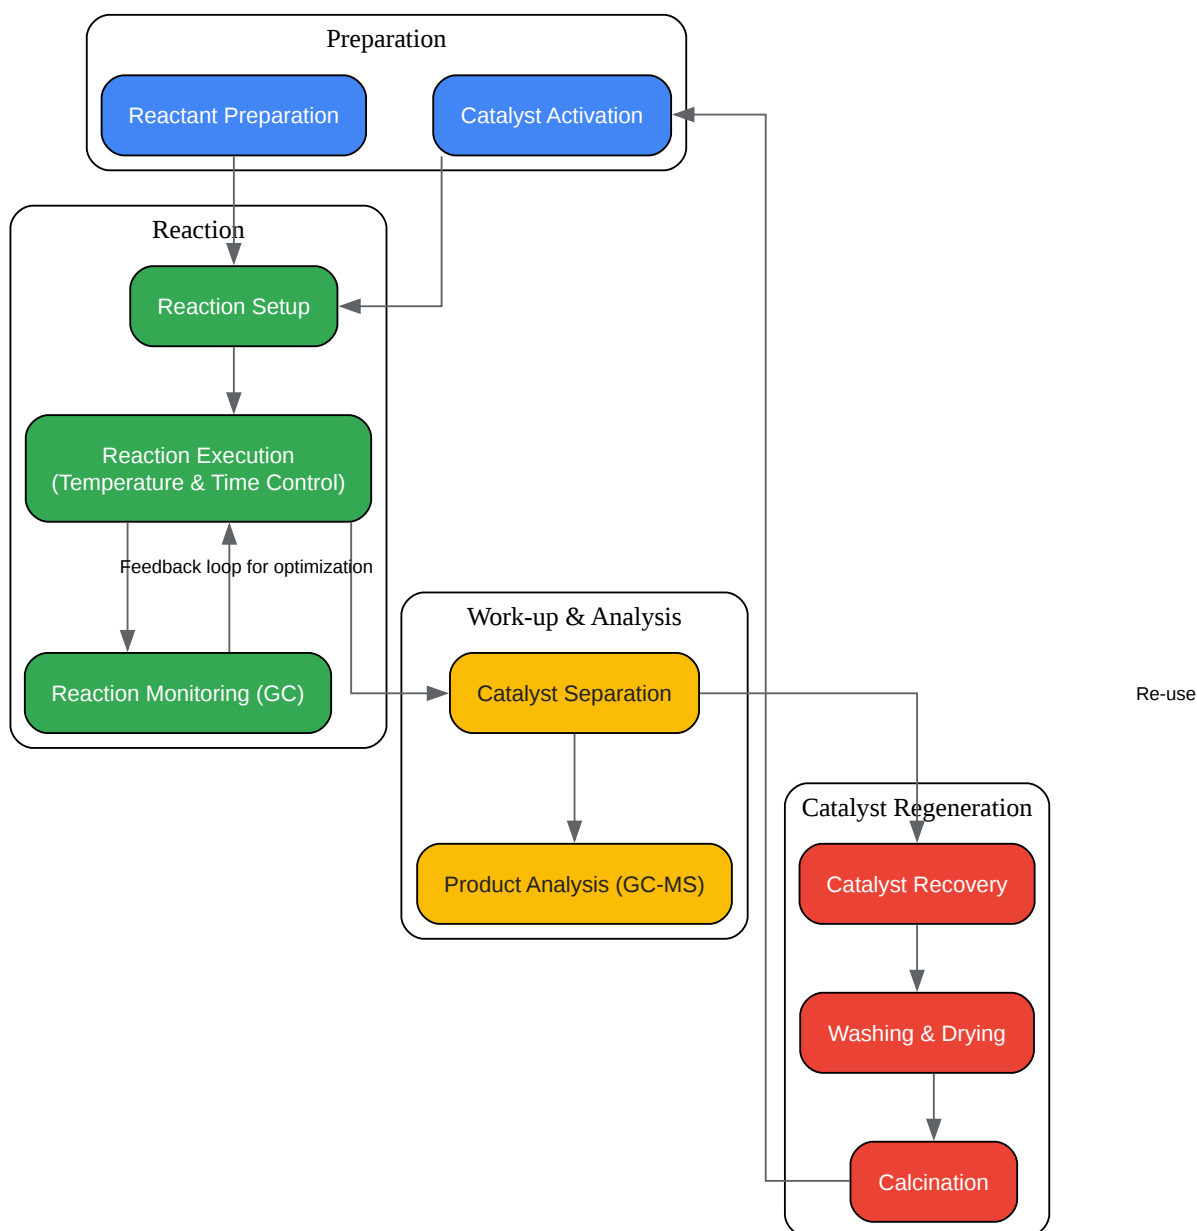 Preparation
Reactant Preparation
Catalyst Activation
Reaction
Reaction Setup
Reaction Execution
(Temperature & Time Control)
Feedback loop for optimization
Reaction Monitoring (GC)
Work-up & Analysis
Catalyst Separation
Product Analysis (GC-MS)
Re-use
Catalyst Regeneration
Catalyst Recovery
Washing & Drying
Calcination